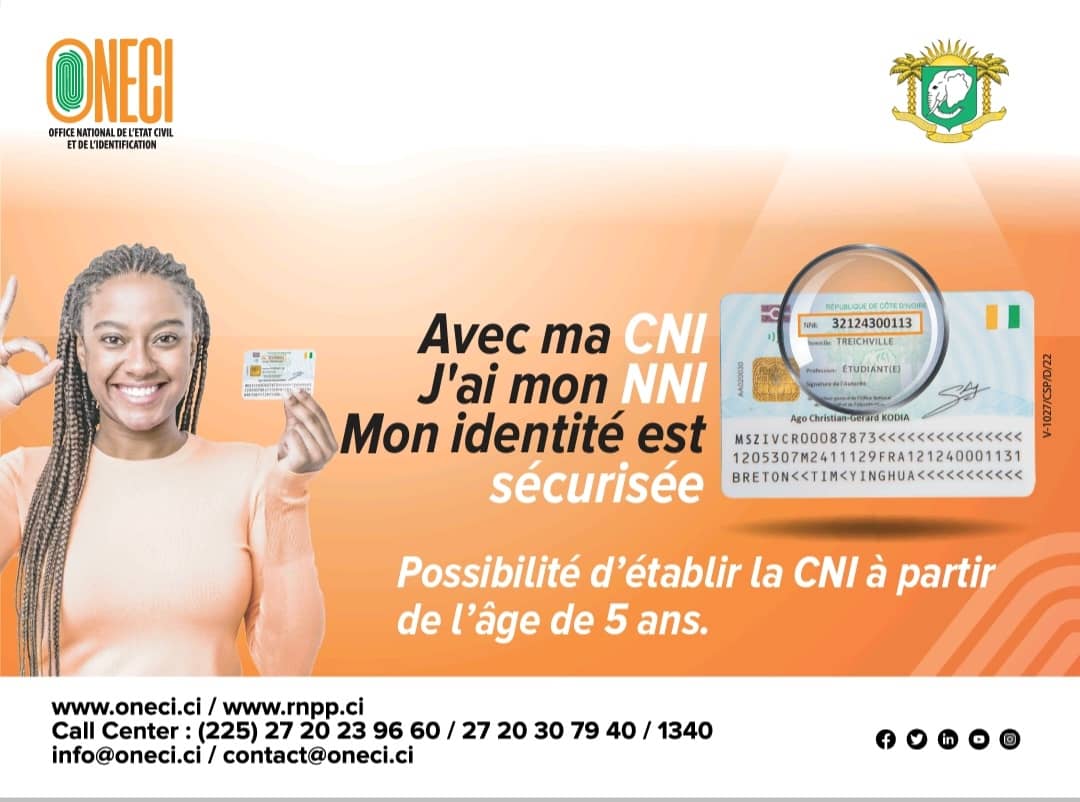 ONECI
OFFICE NATIONAL DE L'ETAT CIVIL
ET DE L'IDENTIFICATION
Avec ma CNI
J'ai mon NNI
Mon identité est
sécurisée
RÉPUBLIQUE DE CÔTE D'IVOIRE
NNI: 32124300113
Domicile: TREICHVILLE
Profession: ÉTUDIANT(E)
Signature de l'Autorité:
Ago Christian-Gerard KODIA
MSZIVCR00087873<<<<<<<<<<<<<<<
1205307M2411129FRA121240001131
BRETON<<TIM<YINGHUA<<<<<<<<<<<
V-1027/CSP/D/22
Possibilité d'établir la CNI à partir
de l'âge de 5 ans.
www.oneci.ci / www.rnpp.ci
Call Center : (225) 27 20 23 96 60 / 27 20 30 79 40 / 1340
info@oneci.ci / contact@oneci.ci